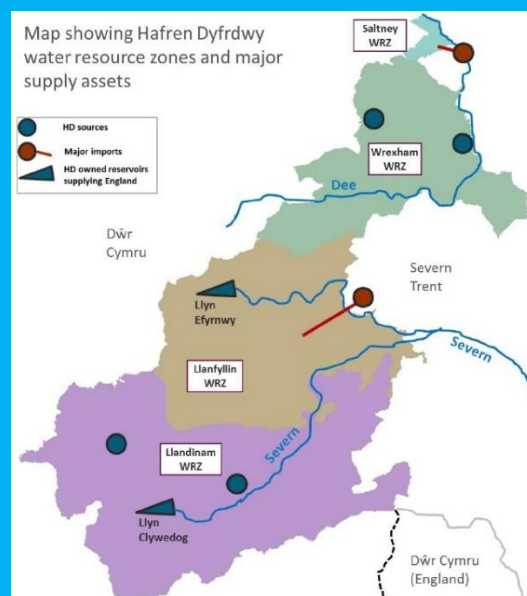 Map showing Hafren Dyfrdwy
water resource zones and major
supply assets
HD sources
Major imports
HD owned reservoirs
supplying England
Saltney
WRZ
Wrexham
WRZ
Dee
Dŵr
Cymru
Severn
Trent
Llyn
Efyrnwy
Severn
Llanfyllin
WRZ
Llandinam
WRZ
Severn
Llyn
Clywedog
Dŵr Cymru
(England)